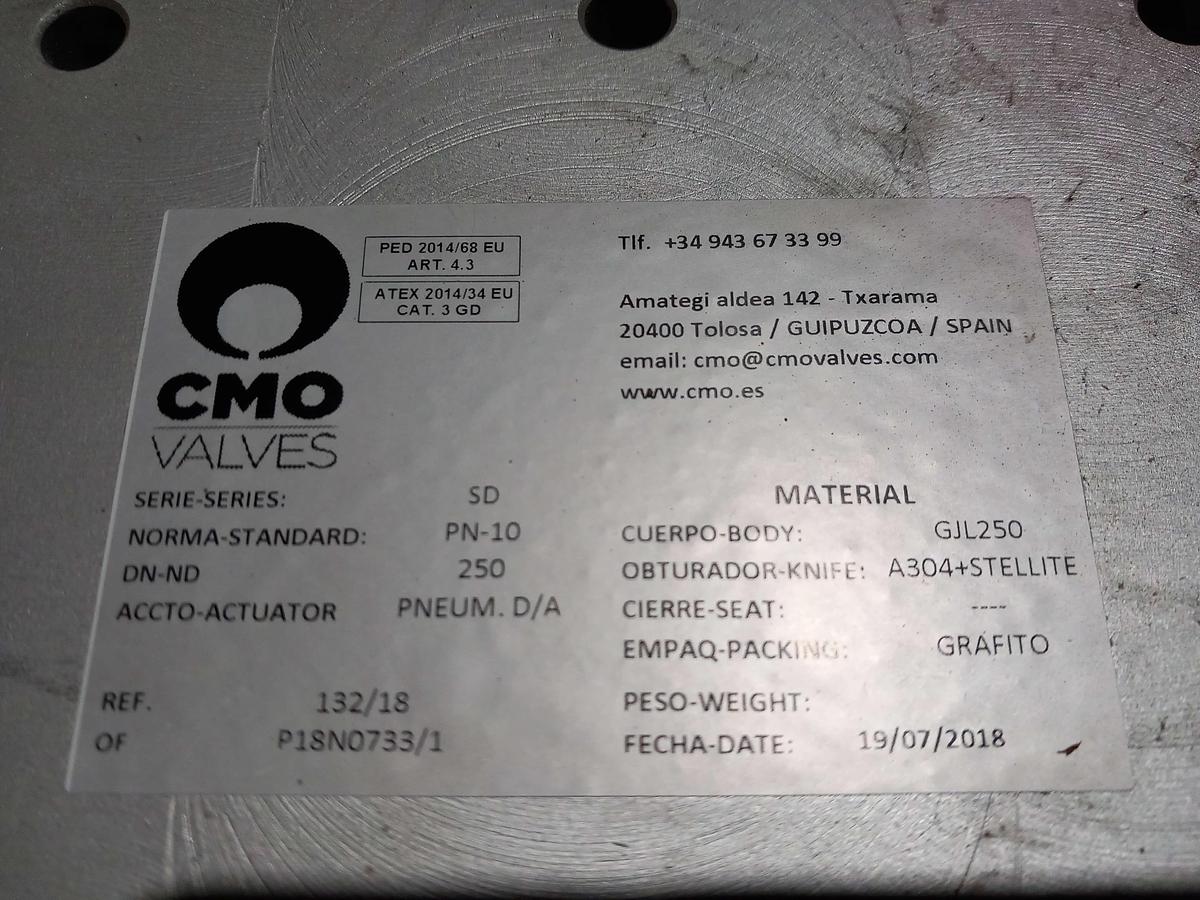 PED 2014/68 EU
ART. 4.3
ATEX 2014/34 EU
CAT. 3 GD
CMO
VALVES
Tlf. +34 943 67 33 99
Amategi aldea 142 - Txarama
20400 Tolosa / GUIPUZCOA / SPAIN
email: cmo@cmovalves.com
www.cmo.es
SERIE-SERIES: SD
NORMA-STANDARD: PN-10
DN-ND 250
ACCTO-ACTUATOR PNEUM. D/A
REF. 132/18
OF P18N0733/1
MATERIAL
CUERPO-BODY: GJL250
OBTURADOR-KNIFE: A304+STELLITE
CIERRE-SEAT: ----
EMPAQ-PACKING: GRÁFITO
PESO-WEIGHT:
FECHA-DATE: 19/07/2018